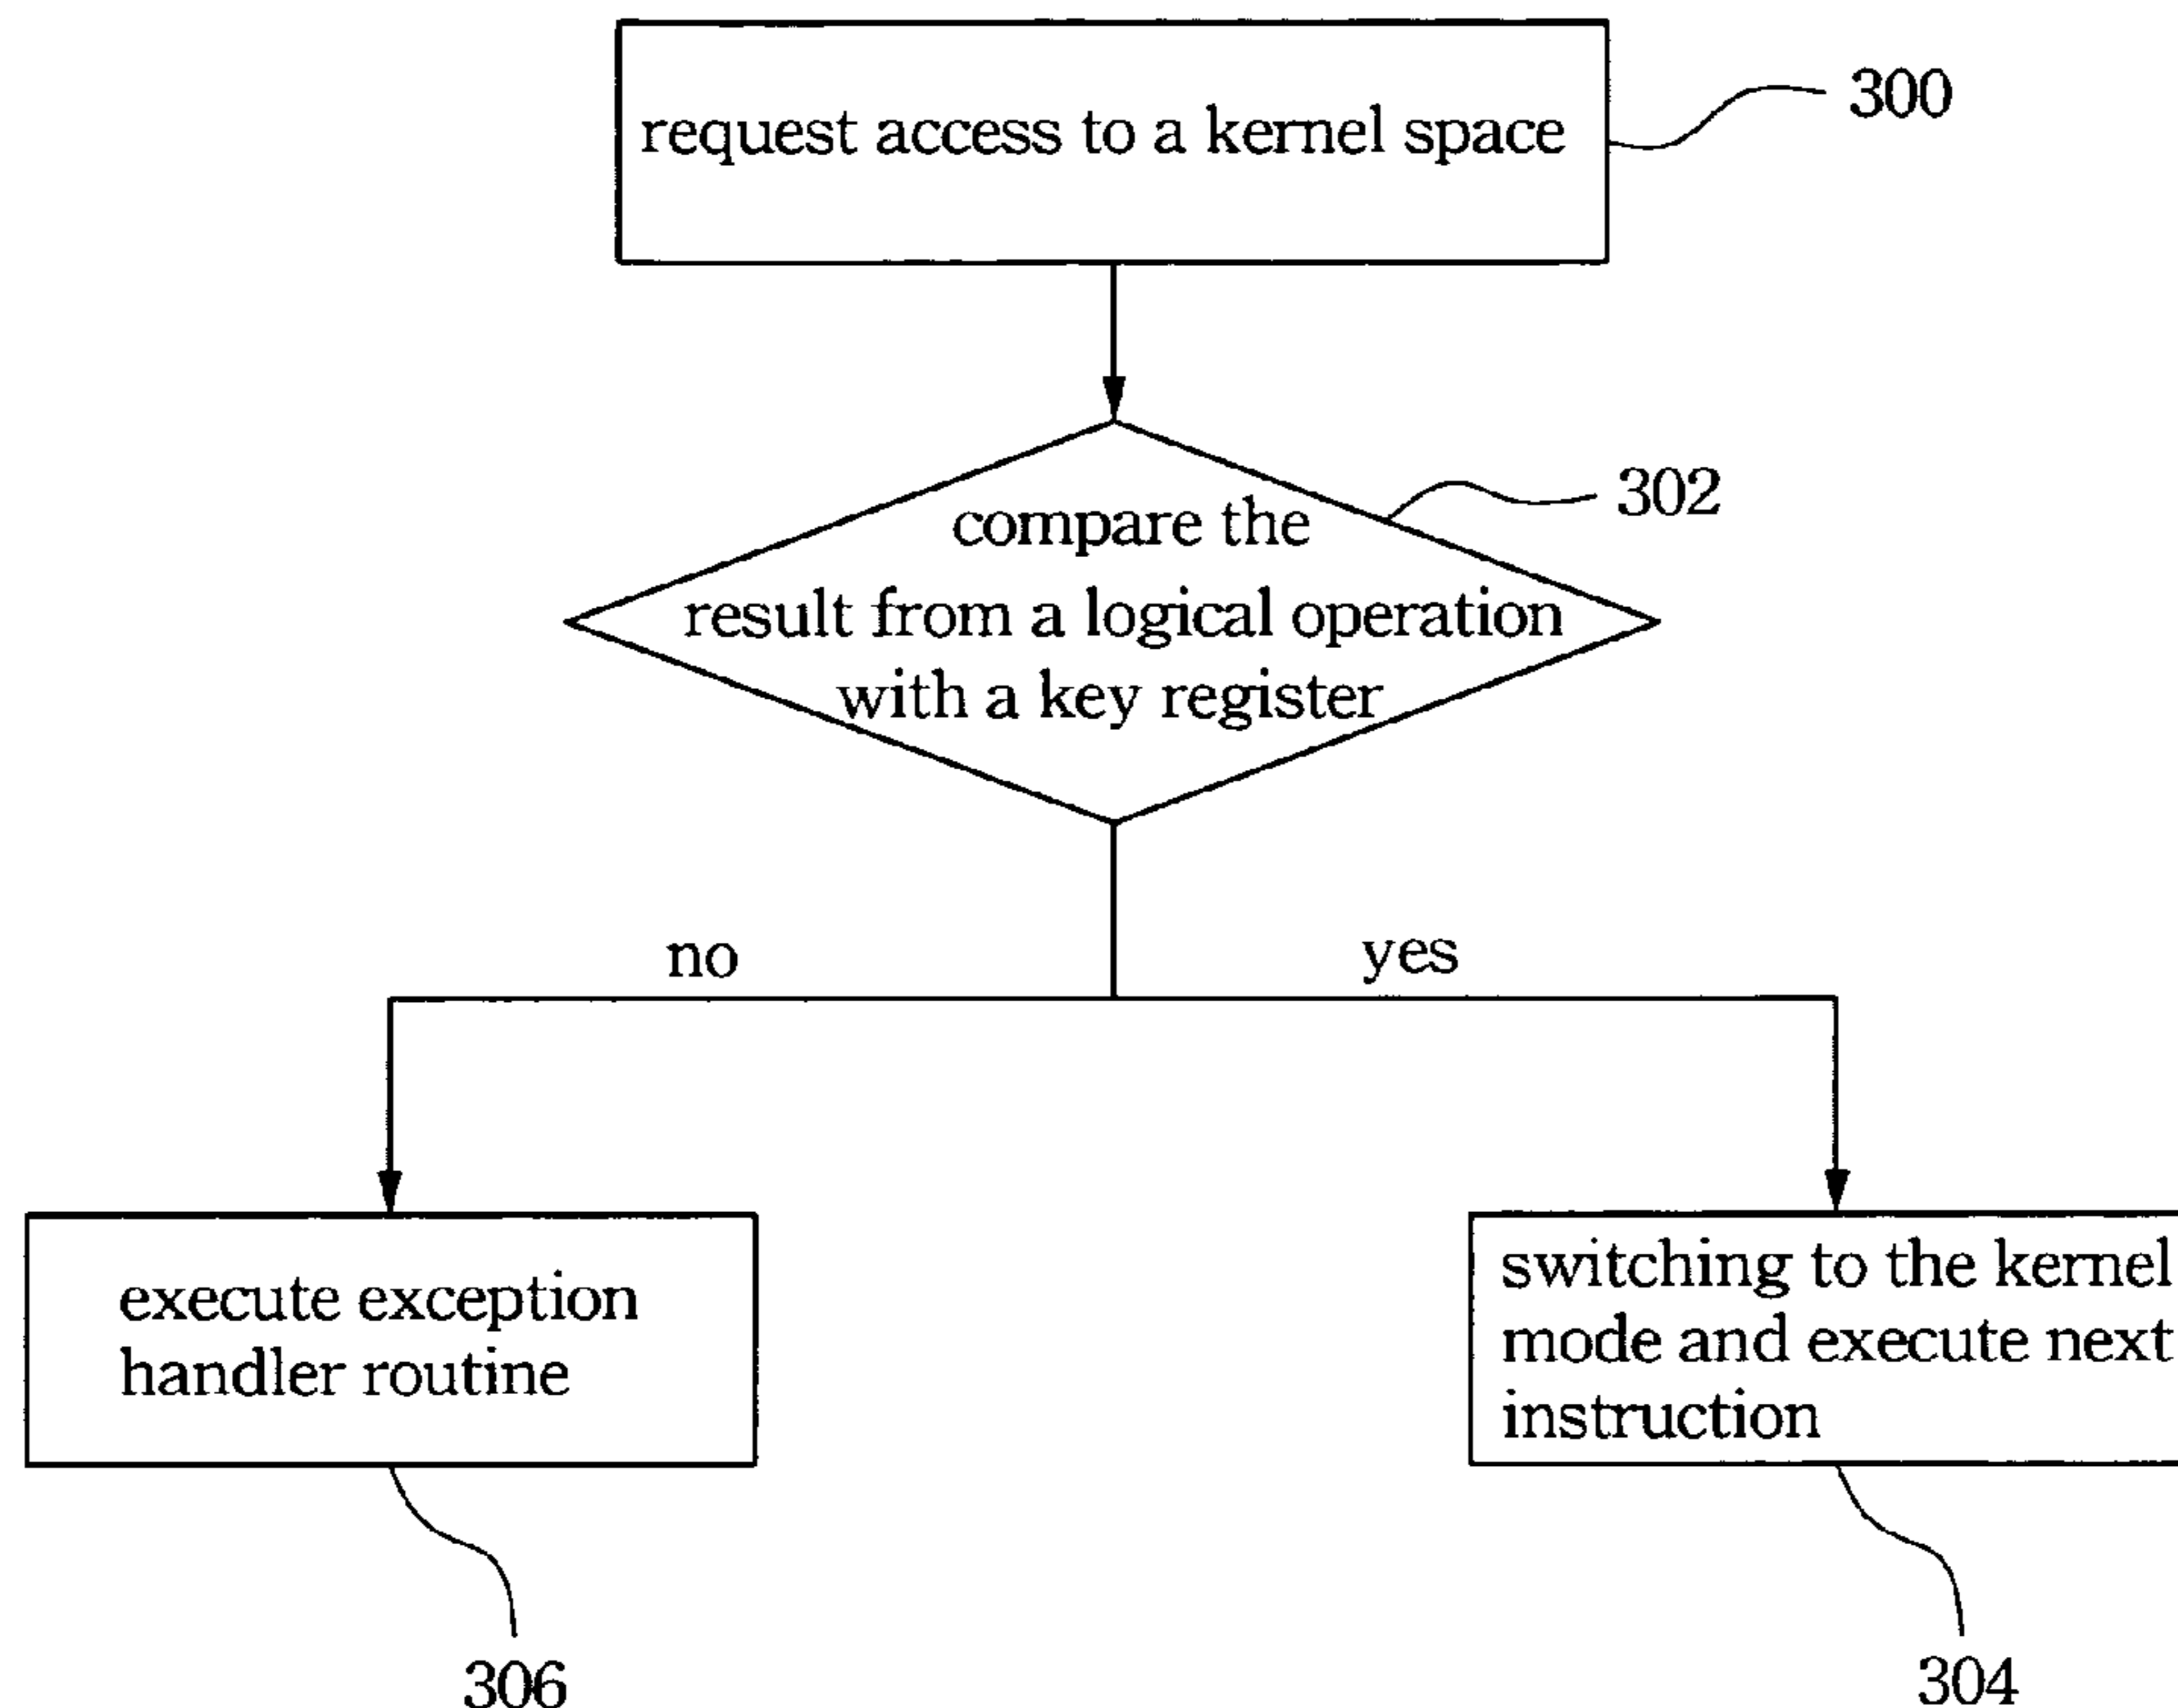 request access to a kernel space
300
302
compare the
result from a logical operation
with a key register
no
yes
execute exception
handler routine
switching to the kernel
mode and execute next
instruction
306
304